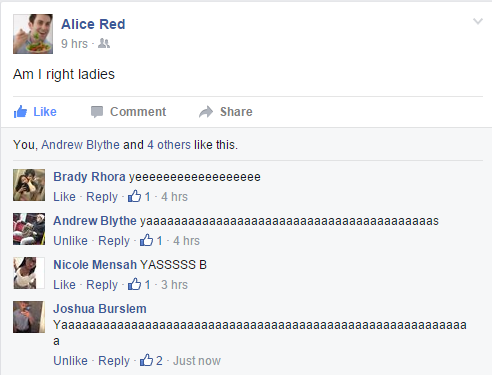 Alice Red
9 hrs ·
Am I right ladies
Like Comment Share
You, Andrew Blythe and 4 others like this.
Brady Rhora yeeeeeeeeeeeeeeeeeee
Like · Reply · 1 · 4 hrs
Andrew Blythe yaaaaaaaaaaaaaaaaaaaaaaaaaaaaaaaaaaaaaaaaas
Unlike · Reply · 1 · 4 hrs
Nicole Mensah YASSSSS B
Like · Reply · 1 · 3 hrs
Joshua Burslem
Yaaaaaaaaaaaaaaaaaaaaaaaaaaaaaaaaaaaaaaaaaaaaaaaaaaaaaaaaaa
a
Unlike · Reply · 2 · Just now